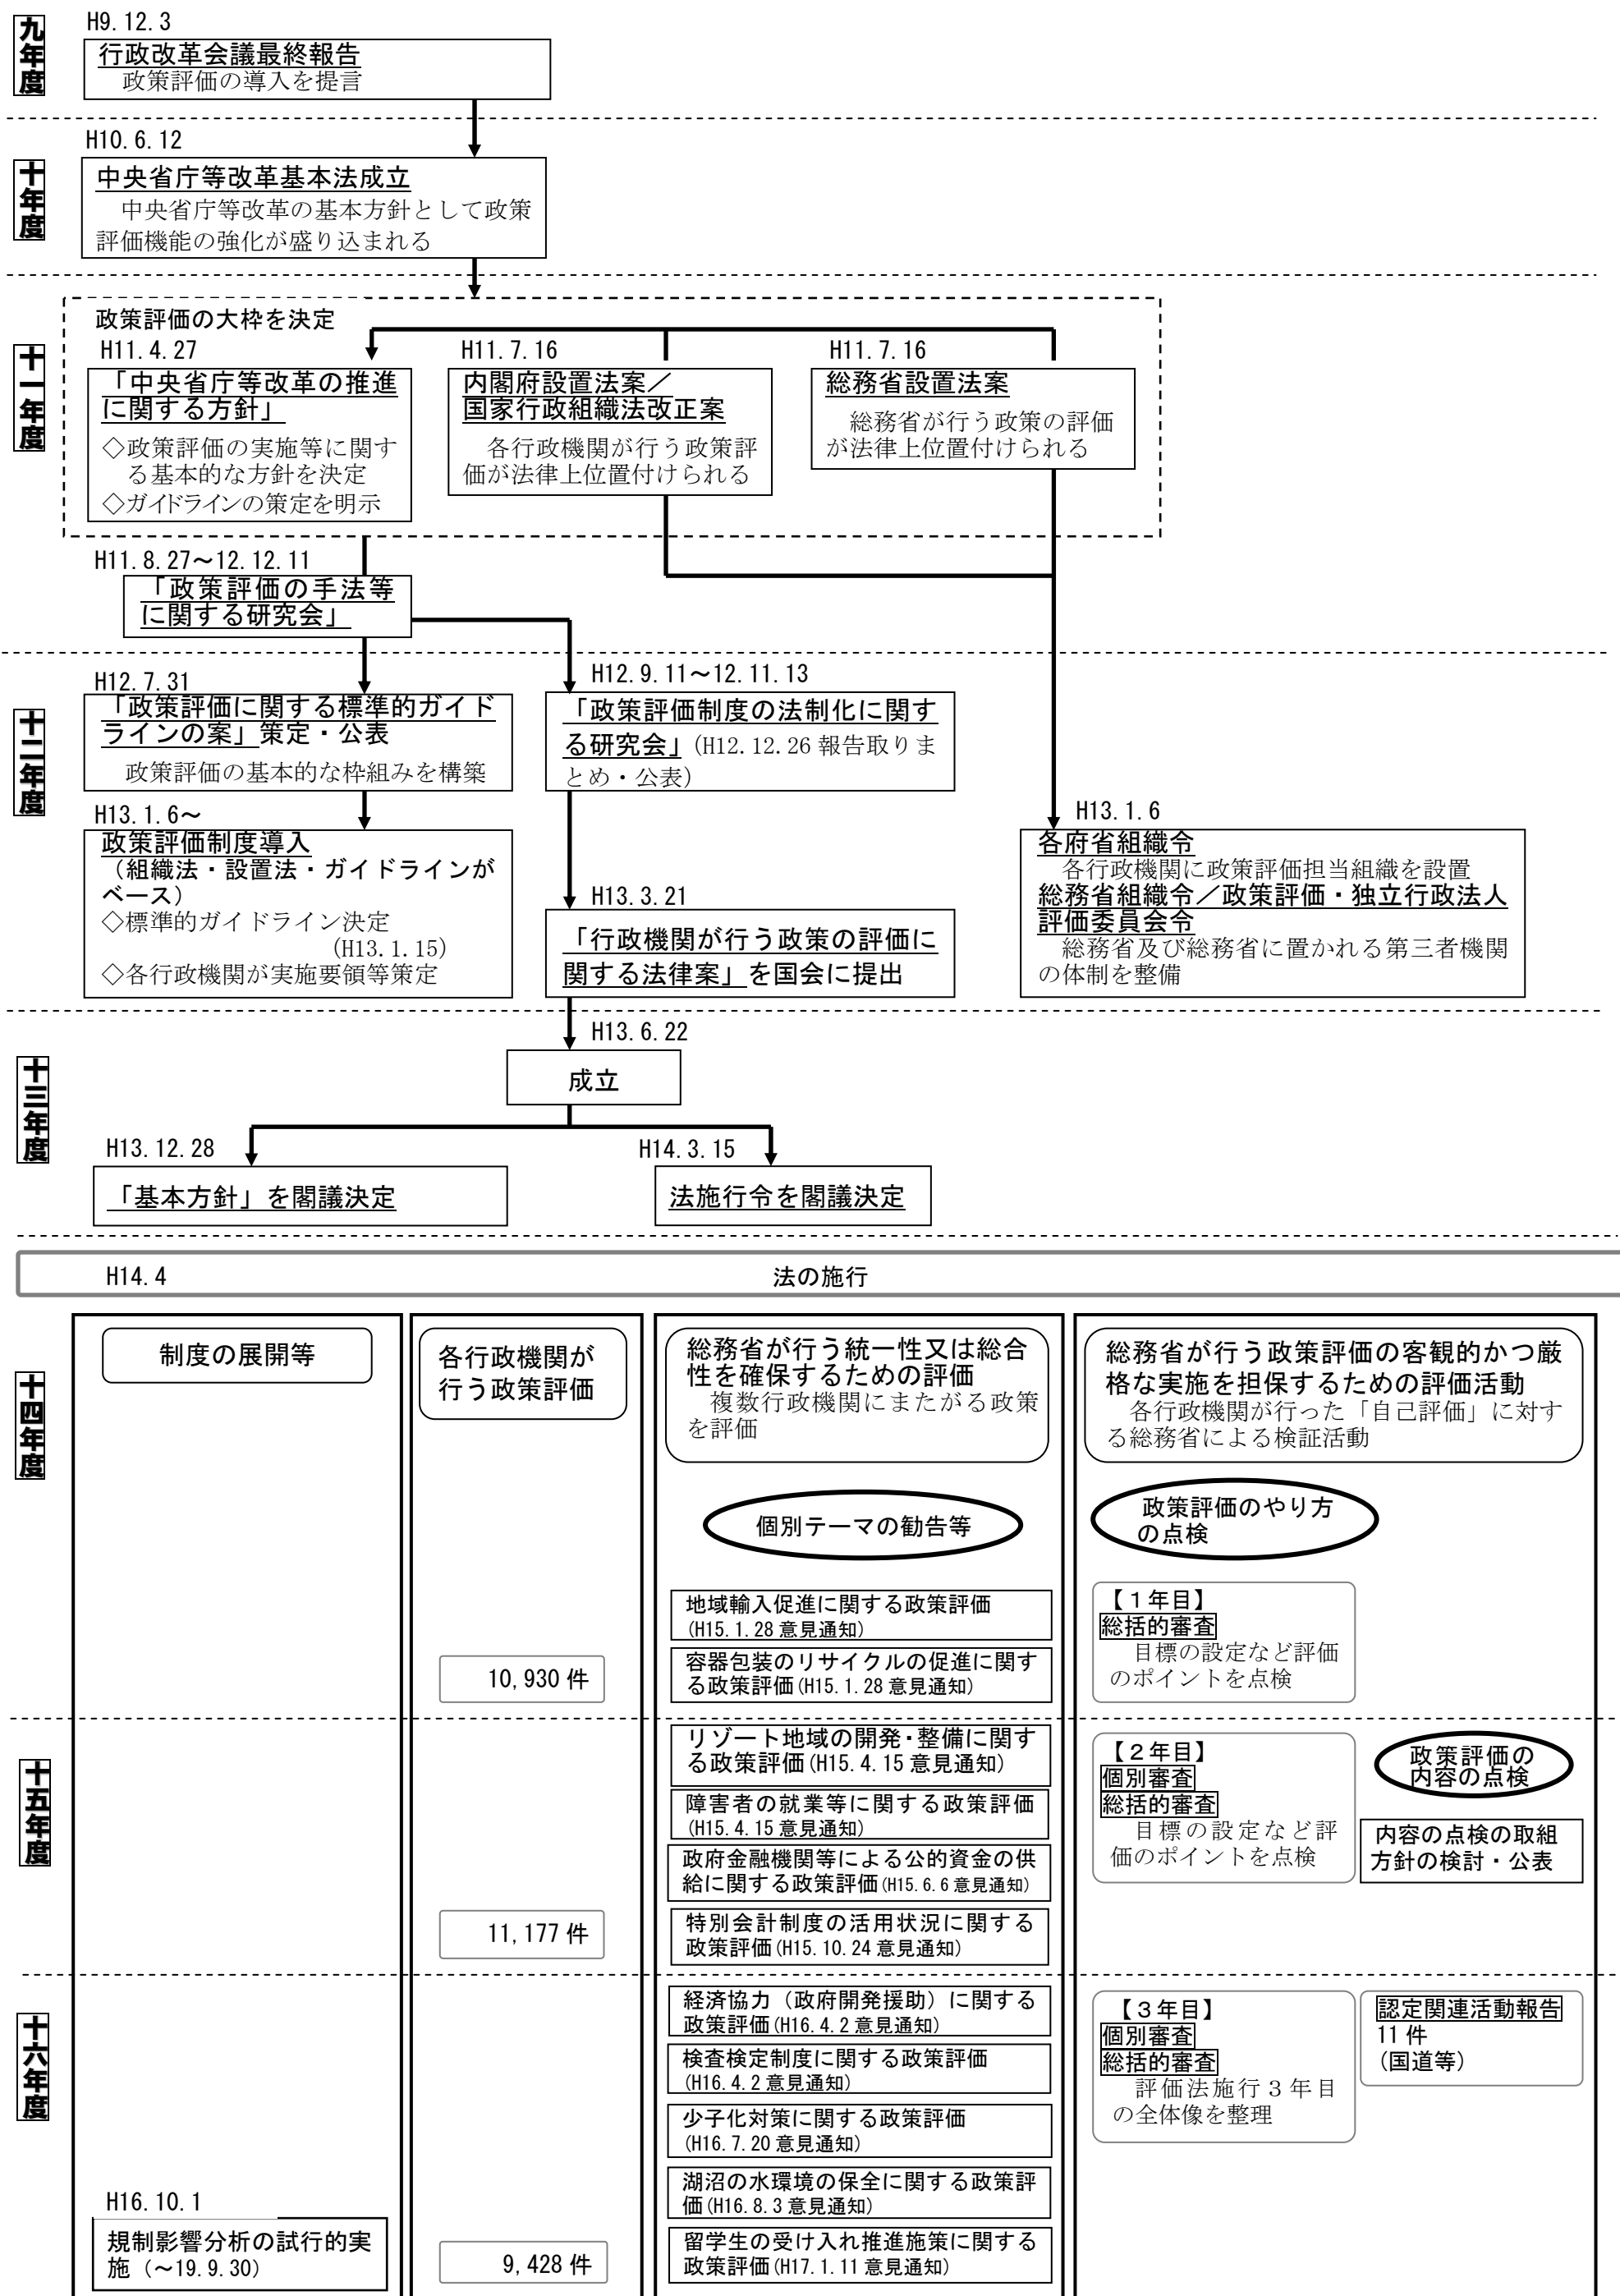 九年度
H9.12.3
行政改革会議最終報告
政策評価の導入を提言
十年度
H10.6.12
中央省庁等改革基本法成立
中央省庁等改革の基本方針として政策
評価機能の強化が盛り込まれる
十一年度
政策評価の大枠を決定
H11.4.27
「中央省庁等改革の推進
に関する方針」
◇政策評価の実施等に関す
る基本的な方針を決定
◇ガイドラインの策定を明示
H11.7.16
内閣府設置法案／
国家行政組織法改正案
各行政機関が行う政策評
価が法律上位置付けられる
H11.7.16
総務省設置法案
総務省が行う政策の評価
が法律上位置付けられる
H11.8.27～12.12.11
「政策評価の手法等
に関する研究会」
十二年度
H12.7.31
「政策評価に関する標準的ガイド
ラインの案」策定・公表
政策評価の基本的な枠組みを構築
H12.9.11～12.11.13
「政策評価制度の法制化に関す
る研究会」(H12.12.26 報告取りま
とめ・公表)
H13.1.6～
政策評価制度導入
（組織法・設置法・ガイドラインが
ベース）
◇標準的ガイドライン決定
(H13.1.15)
◇各行政機関が実施要領等策定
H13.3.21
「行政機関が行う政策の評価に
関する法律案」を国会に提出
H13.1.6
各府省組織令
各行政機関に政策評価担当組織を設置
総務省組織令／政策評価・独立行政法人
評価委員会令
総務省及び総務省に置かれる第三者機関
の体制を整備
十三年度
H13.6.22
成立
H13.12.28
「基本方針」を閣議決定
H14.3.15
法施行令を閣議決定
H14.4
法の施行
十四年度
制度の展開等
各行政機関が
行う政策評価
総務省が行う統一性又は総合
性を確保するための評価
複数行政機関にまたがる政策
を評価
総務省が行う政策評価の客観的かつ厳
格な実施を担保するための評価活動
各行政機関が行った「自己評価」に対す
る総務省による検証活動
個別テーマの勧告等
政策評価のやり方
の点検
地域輸入促進に関する政策評価
(H15.1.28 意見通知)
容器包装のリサイクルの促進に関す
る政策評価(H15.1.28 意見通知)
10,930 件
【１年目】
総括的審査
目標の設定など評価
のポイントを点検
十五年度
リゾート地域の開発・整備に関す
る政策評価(H15.4.15 意見通知)
障害者の就業等に関する政策評価
(H15.4.15 意見通知)
政府金融機関等による公的資金の供
給に関する政策評価(H15.6.6 意見通知)
特別会計制度の活用状況に関する
政策評価(H15.10.24 意見通知)
11,177 件
【２年目】
個別審査
総括的審査
目標の設定など評
価のポイントを点検
政策評価の
内容の点検
内容の点検の取組
方針の検討・公表
十六年度
経済協力（政府開発援助）に関する
政策評価(H16.4.2 意見通知)
検査検定制度に関する政策評価
(H16.4.2 意見通知)
少子化対策に関する政策評価
(H16.7.20 意見通知)
湖沼の水環境の保全に関する政策評
価(H16.8.3 意見通知)
留学生の受け入れ推進施策に関する
政策評価(H17.1.11 意見通知)
【３年目】
個別審査
総括的審査
評価法施行３年目
の全体像を整理
認定関連活動報告
11 件
（国道等）
H16.10.1
規制影響分析の試行的実
施（～19.9.30）
9,428 件